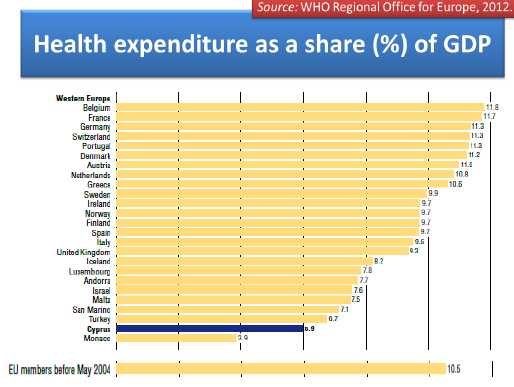 Source: WHO Regional Office for Europe, 2012.
Health expenditure as a share (%) of GDP
Western Europe
Belgium 11.8
France 11.7
Germany 11.3
Switzerland 11.3
Portugal 11.3
Denmark 11.2
Austria 11.0
Netherlands 10.8
Greece 10.6
Sweden 9.9
Ireland 9.7
Norway 9.7
Finland 9.7
Spain 9.7
Italy 9.5
United Kingdom 9.3
Iceland 8.2
Luxembourg 7.8
Andorra 7.7
Israel 7.6
Malta 7.5
San Marino 7.1
Turkey 6.7
Cyprus 5.9
Monaco 3.9
EU members before May 2004 10.5